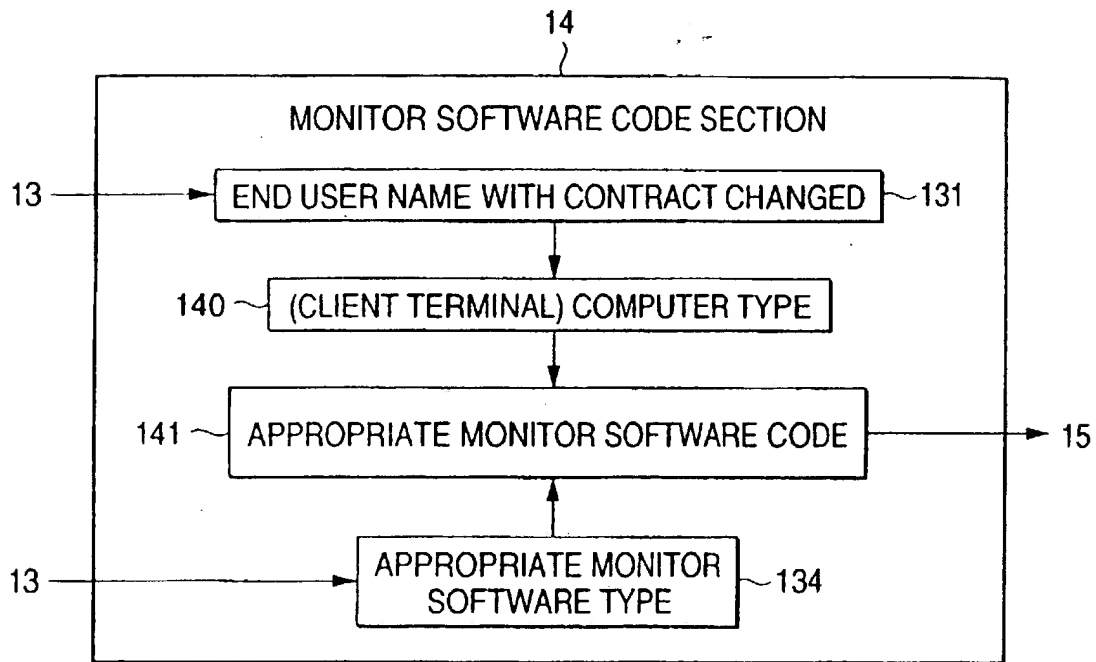 14
MONITOR SOFTWARE CODE SECTION
13
END USER NAME WITH CONTRACT CHANGED
131
140
(CLIENT TERMINAL) COMPUTER TYPE
141
APPROPRIATE MONITOR SOFTWARE CODE
15
13
APPROPRIATE MONITOR
SOFTWARE TYPE
134